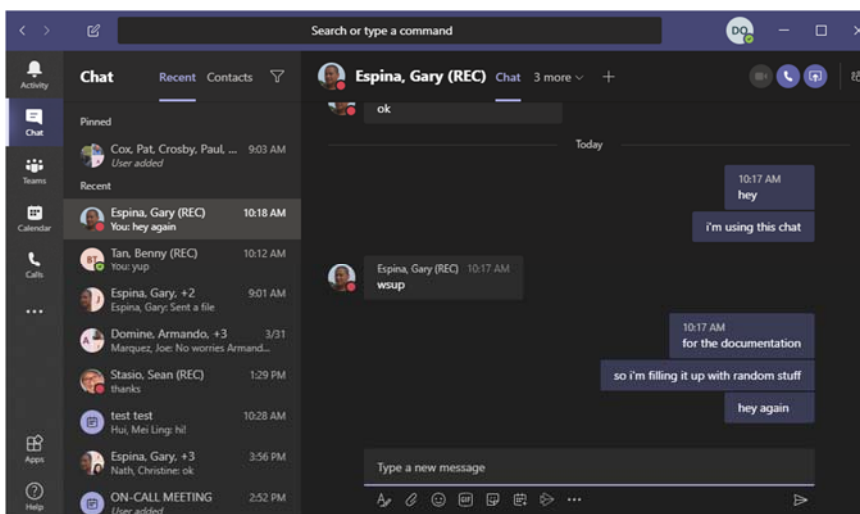 Search or type a command
DO
Activity
Chat
Teams
Calendar
Calls
Apps
Help
Chat
Recent
Contacts
Pinned
Cox, Pat, Crosby, Paul, ... 9:03 AM
User added
Recent
Espina, Gary (REC) 10:18 AM
You: hey again
BT
Tan, Benny (REC) 10:12 AM
You: yup
Espina, Gary, +2 9:01 AM
Espina, Gary: Sent a file
Domine, Armando, +3 3/31
Marquez, Joe: No worries Armand...
Stasio, Sean (REC) 1:29 PM
thanks
test test 10:28 AM
Hui, Mei Ling: hi!
Espina, Gary, +3 3:56 PM
Nath, Christine: ok
ON-CALL MEETING 2:52 PM
User added
Espina, Gary (REC) Chat 3 more
ok
Today
10:17 AM
hey
i'm using this chat
Espina, Gary (REC) 10:17 AM
wsup
10:17 AM
for the documentation
so i'm filling it up with random stuff
hey again
Type a new message
GIF